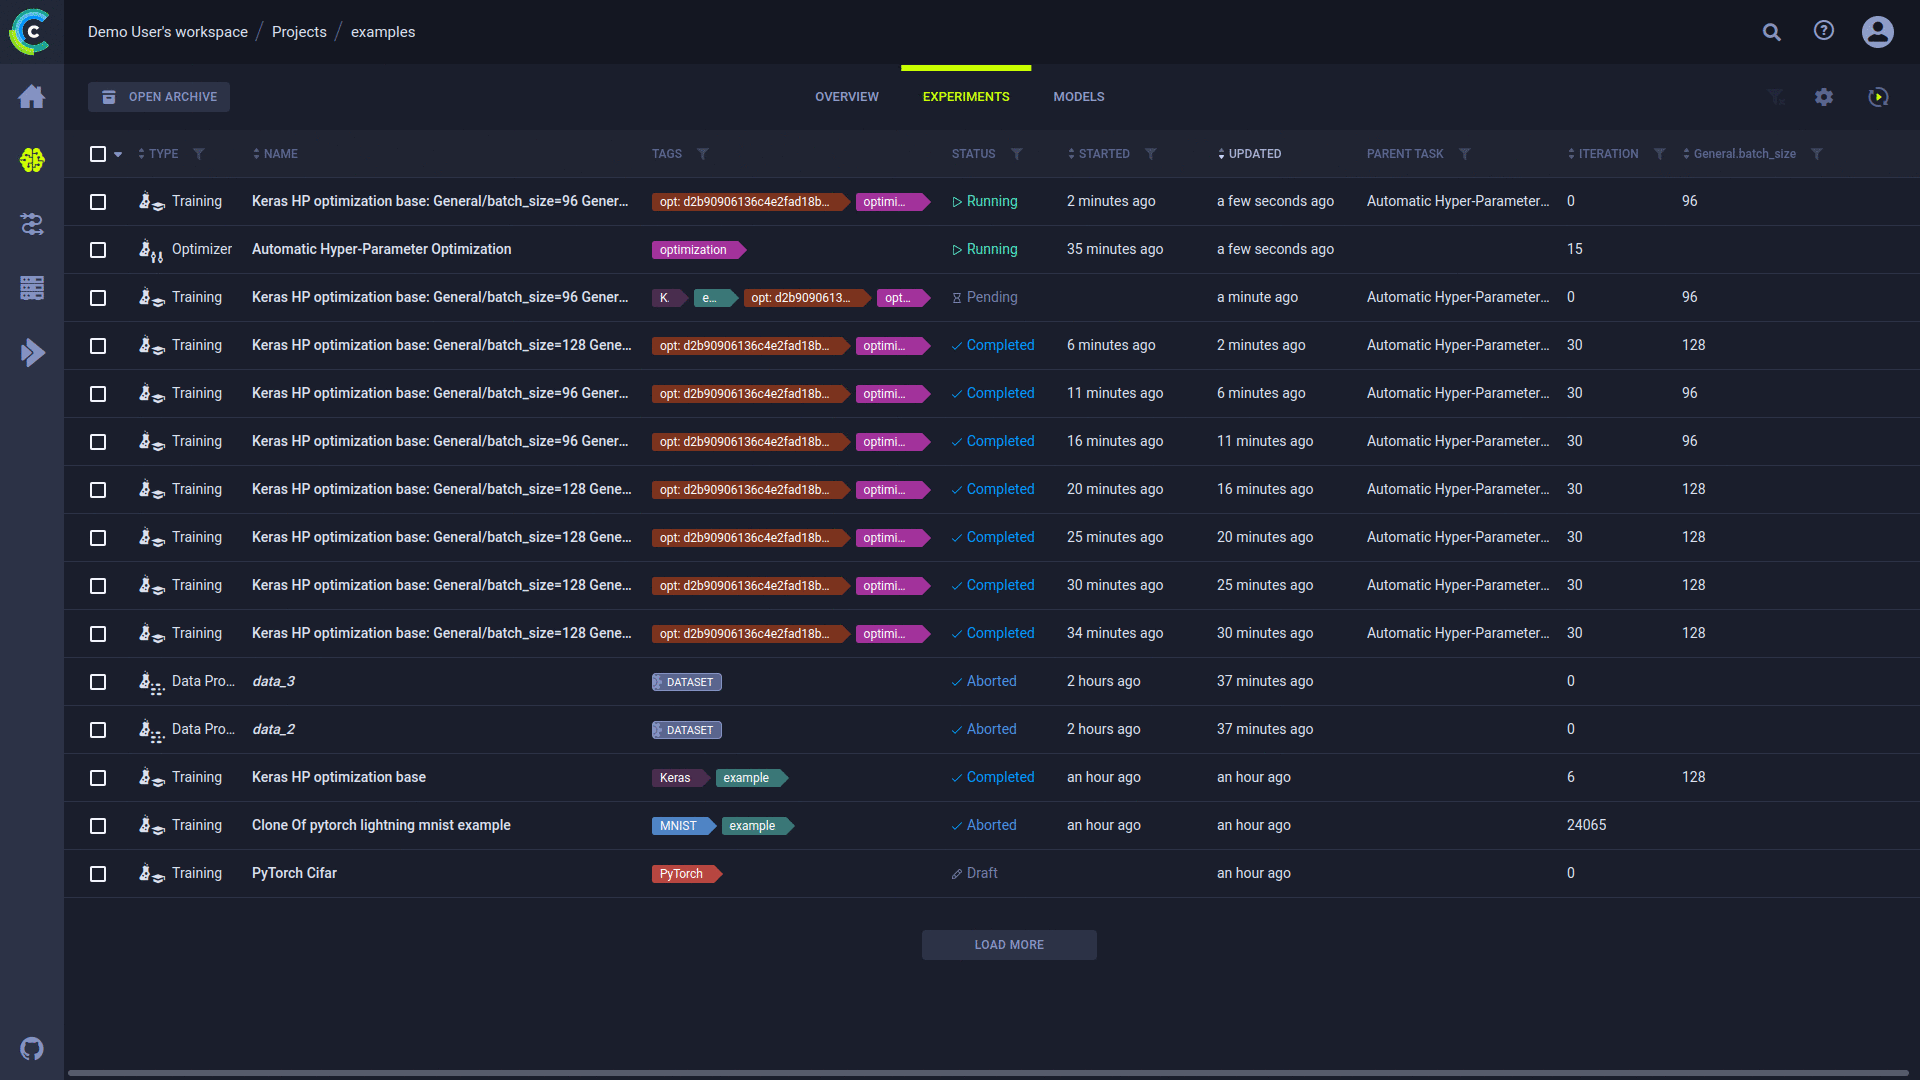 Demo User's workspace / Projects / examples
OPEN ARCHIVE OVERVIEW EXPERIMENTS MODELS
TYPE NAME TAGS STATUS STARTED UPDATED PARENT TASK ITERATION General.batch_size
Training Keras HP optimization base: General/batch_size=96 Gener... opt: d2b90906136c4e2fad18b... optimi... Running 2 minutes ago a few seconds ago Automatic Hyper-Parameter... 0 96
Optimizer Automatic Hyper-Parameter Optimization optimization Running 35 minutes ago a few seconds ago 15
Training Keras HP optimization base: General/batch_size=96 Gener... K. e... opt: d2b9090613... opt... Pending a minute ago Automatic Hyper-Parameter... 0 96
Training Keras HP optimization base: General/batch_size=128 Gene... opt: d2b90906136c4e2fad18b... optimi... Completed 6 minutes ago 2 minutes ago Automatic Hyper-Parameter... 30 128
Training Keras HP optimization base: General/batch_size=96 Gener... opt: d2b90906136c4e2fad18b... optimi... Completed 11 minutes ago 6 minutes ago Automatic Hyper-Parameter... 30 96
Training Keras HP optimization base: General/batch_size=96 Gener... opt: d2b90906136c4e2fad18b... optimi... Completed 16 minutes ago 11 minutes ago Automatic Hyper-Parameter... 30 96
Training Keras HP optimization base: General/batch_size=128 Gene... opt: d2b90906136c4e2fad18b... optimi... Completed 20 minutes ago 16 minutes ago Automatic Hyper-Parameter... 30 128
Training Keras HP optimization base: General/batch_size=128 Gene... opt: d2b90906136c4e2fad18b... optimi... Completed 25 minutes ago 20 minutes ago Automatic Hyper-Parameter... 30 128
Training Keras HP optimization base: General/batch_size=128 Gene... opt: d2b90906136c4e2fad18b... optimi... Completed 30 minutes ago 25 minutes ago Automatic Hyper-Parameter... 30 128
Training Keras HP optimization base: General/batch_size=128 Gene... opt: d2b90906136c4e2fad18b... optimi... Completed 34 minutes ago 30 minutes ago Automatic Hyper-Parameter... 30 128
Data Pro... data_3 DATASET Aborted 2 hours ago 37 minutes ago 0
Data Pro... data_2 DATASET Aborted 2 hours ago 37 minutes ago 0
Training Keras HP optimization base Keras example Completed an hour ago an hour ago 6 128
Training Clone Of pytorch lightning mnist example MNIST example Aborted an hour ago an hour ago 24065
Training PyTorch Cifar PyTorch Draft an hour ago 0
LOAD MORE